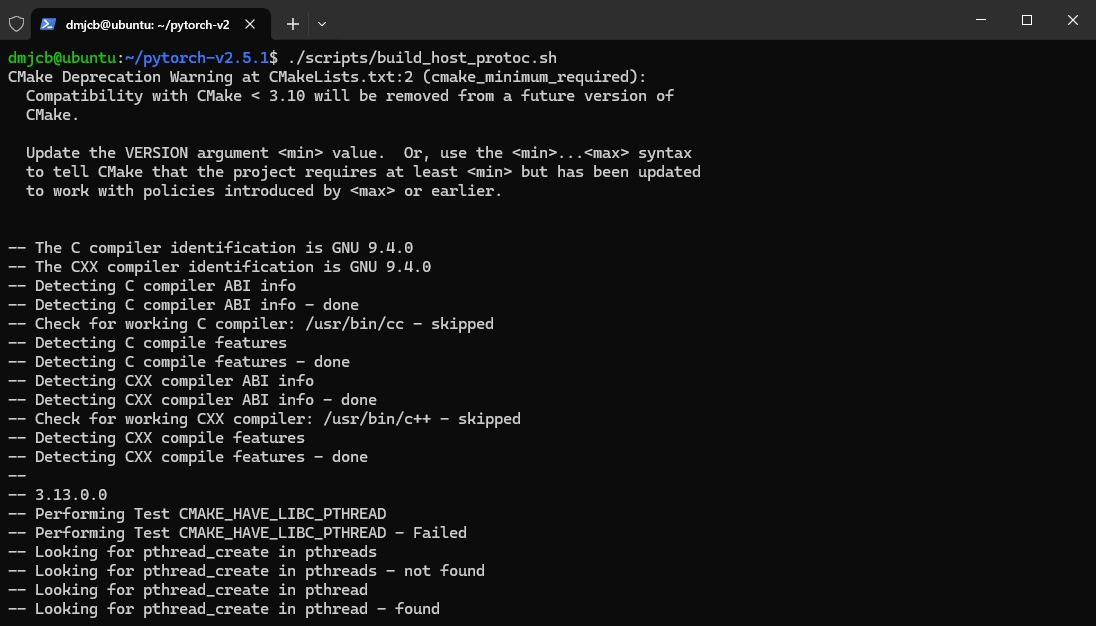 dmjcb@ubuntu: ~/pytorch-v2
dmjcb@ubuntu:~/pytorch-v2.5.1$ ./scripts/build_host_protoc.sh
CMake Deprecation Warning at CMakeLists.txt:2 (cmake_minimum_required):
  Compatibility with CMake < 3.10 will be removed from a future version of
  CMake.

  Update the VERSION argument <min> value.  Or, use the <min>...<max> syntax
  to tell CMake that the project requires at least <min> but has been updated
  to work with policies introduced by <max> or earlier.


-- The C compiler identification is GNU 9.4.0
-- The CXX compiler identification is GNU 9.4.0
-- Detecting C compiler ABI info
-- Detecting C compiler ABI info - done
-- Check for working C compiler: /usr/bin/cc - skipped
-- Detecting C compile features
-- Detecting C compile features - done
-- Detecting CXX compiler ABI info
-- Detecting CXX compiler ABI info - done
-- Check for working CXX compiler: /usr/bin/c++ - skipped
-- Detecting CXX compile features
-- Detecting CXX compile features - done
--
-- 3.13.0.0
-- Performing Test CMAKE_HAVE_LIBC_PTHREAD
-- Performing Test CMAKE_HAVE_LIBC_PTHREAD - Failed
-- Looking for pthread_create in pthreads
-- Looking for pthread_create in pthreads - not found
-- Looking for pthread_create in pthread
-- Looking for pthread_create in pthread - found